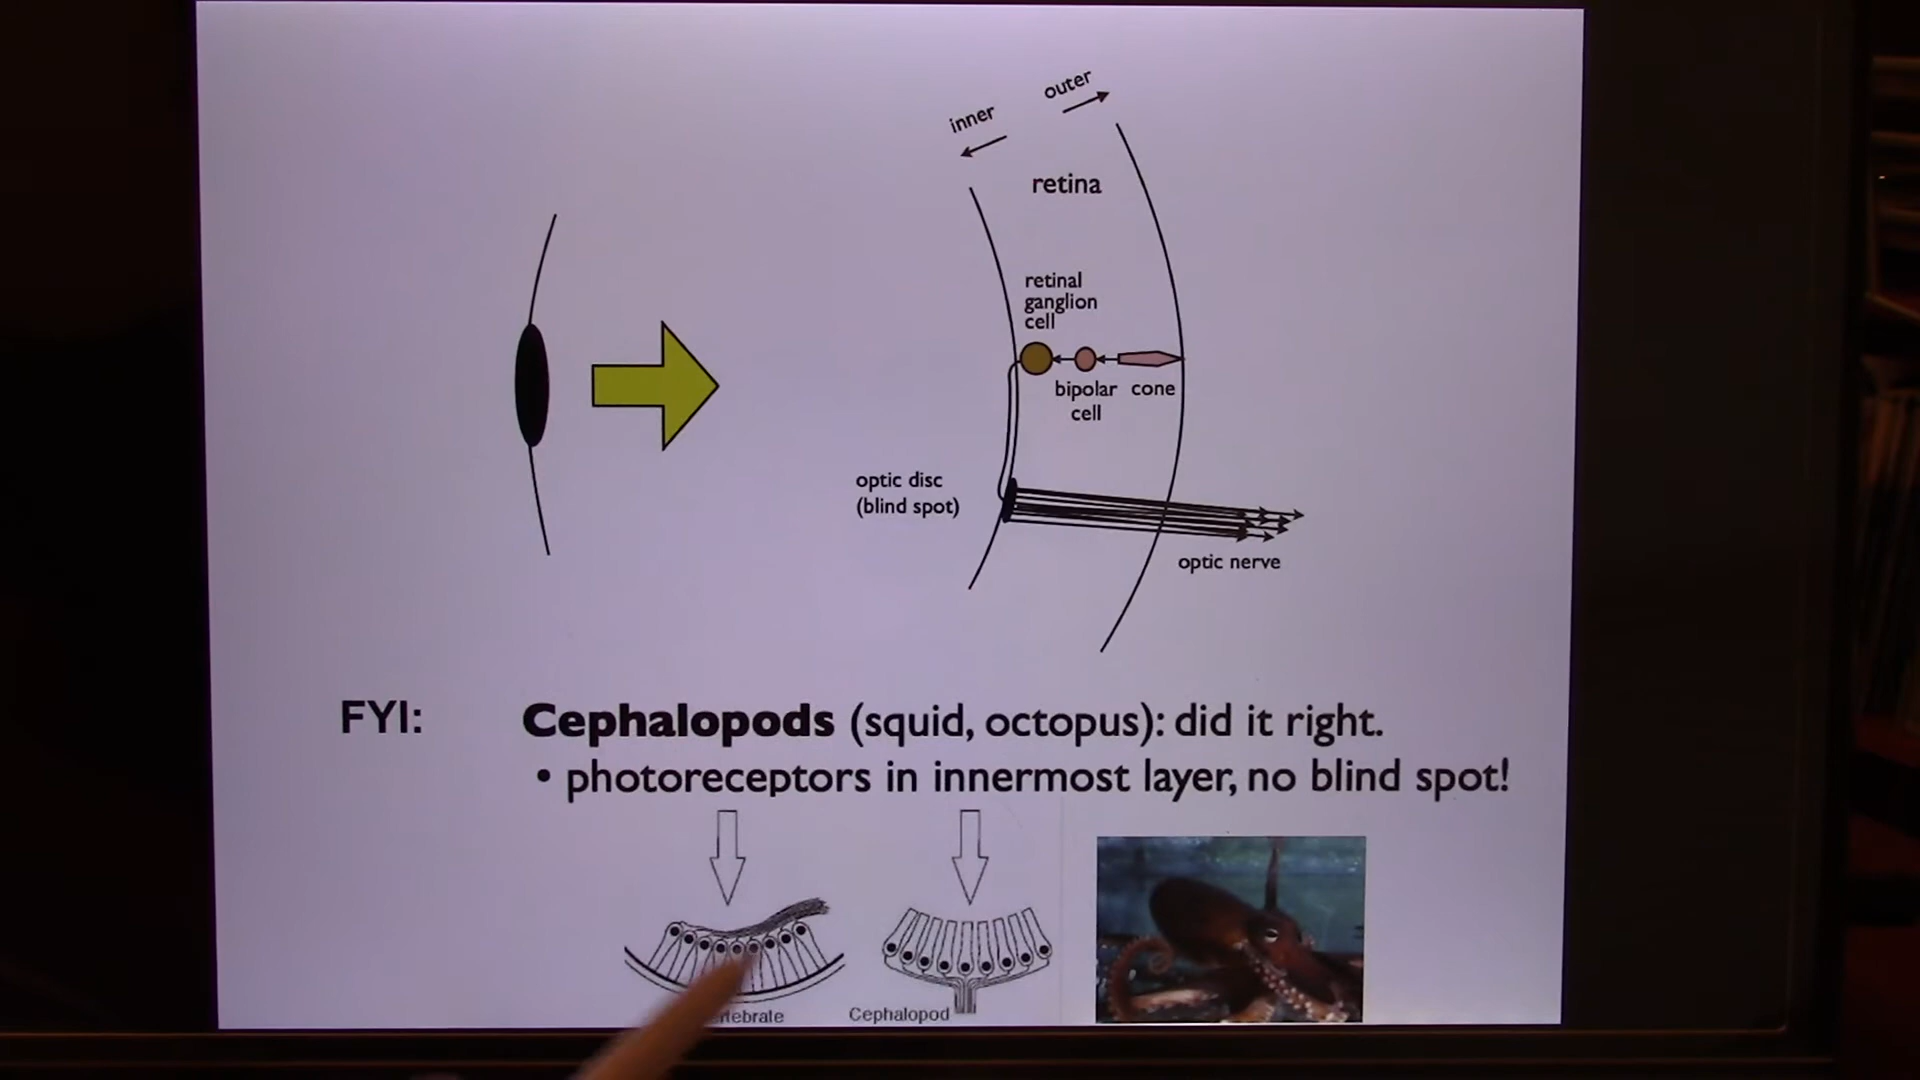 outer
inner
retina
retinal
ganglion
cell
bipolar cone
cell
optic disc
(blind spot)
optic nerve
FYI: Cephalopods (squid, octopus): did it right.
• photoreceptors in innermost layer, no blind spot!
rtebrate Cephalopod